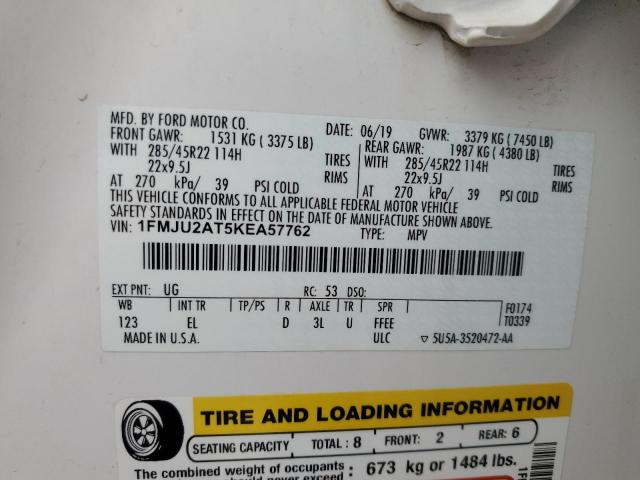 MFD. BY FORD MOTOR CO.
DATE: 06/19 GVWR: 3379 KG ( 7450 LB)
FRONT GAWR: 1531 KG ( 3375 LB) REAR GAWR: 1987 KG ( 4380 LB)
WITH 285/45R22 114H TIRES WITH 285/45R22 114H TIRES
22x9.5J RIMS 22x9.5J RIMS
AT 270 kPa/ 39 PSI COLD AT 270 kPa/ 39 PSI COLD
THIS VEHICLE CONFORMS TO ALL APPLICABLE FEDERAL MOTOR VEHICLE
SAFETY STANDARDS IN EFFECT ON THE DATE OF MANUFACTURE SHOWN ABOVE.
VIN: 1FMJU2AT5KEA57762 TYPE: MPV
EXT PNT: UG RC: 53 DSO:
WB INT TR TP/PS R AXLE TR SPR F0174
123 EL D 3L U FFEE T0339
MADE IN U.S.A. ULC ▽ 5U5A-3520472-AA
TIRE AND LOADING INFORMATION
SEATING CAPACITY TOTAL : 8 FRONT: 2 REAR: 6
The combined weight of occupants : 673 kg or 1484 lbs.
should never exceed